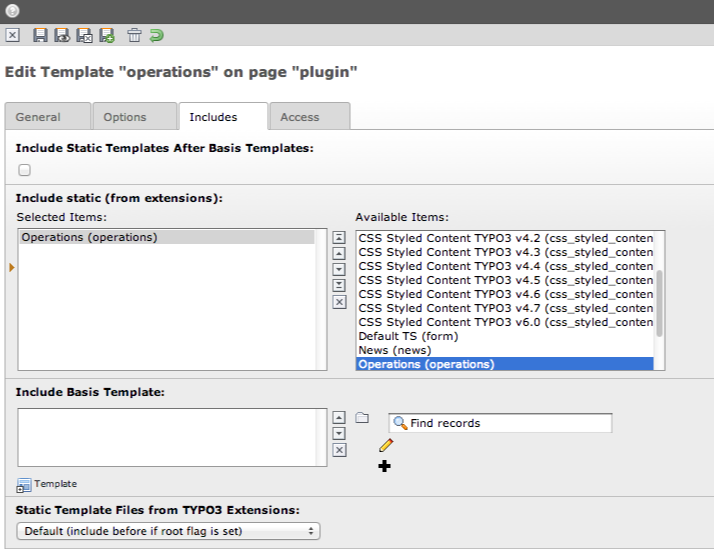 Edit Template "operations" on page "plugin"
General Options Includes Access
Include Static Templates After Basis Templates:
Include static (from extensions):
Selected Items: Available Items:
Operations (operations)
CSS Styled Content TYPO3 v4.2 (css_styled_conten
CSS Styled Content TYPO3 v4.3 (css_styled_conten
CSS Styled Content TYPO3 v4.4 (css_styled_conten
CSS Styled Content TYPO3 v4.5 (css_styled_conten
CSS Styled Content TYPO3 v4.6 (css_styled_conten
CSS Styled Content TYPO3 v4.7 (css_styled_conten
CSS Styled Content TYPO3 v6.0 (css_styled_conten
Default TS (form)
News (news)
Operations (operations)
Include Basis Template:
Find records
Template
Static Template Files from TYPO3 Extensions:
Default (include before if root flag is set)